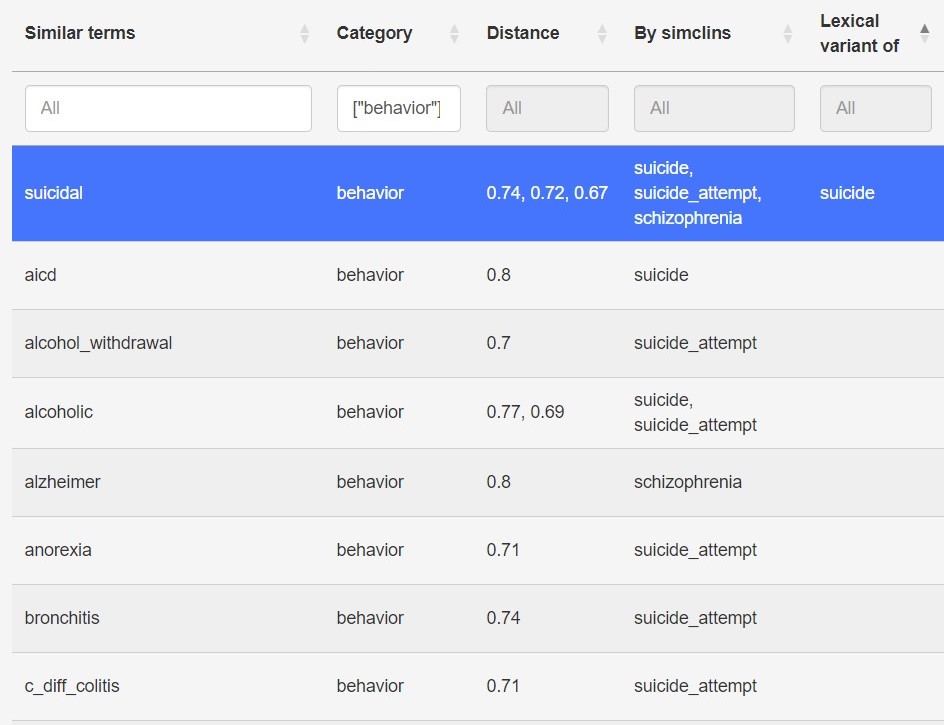 Similar terms Category Distance By simclins Lexical variant of
All ["behavior"] All All All
suicidal behavior 0.74, 0.72, 0.67 suicide, suicide_attempt, schizophrenia suicide
aicd behavior 0.8 suicide
alcohol_withdrawal behavior 0.7 suicide_attempt
alcoholic behavior 0.77, 0.69 suicide, suicide_attempt
alzheimer behavior 0.8 schizophrenia
anorexia behavior 0.71 suicide_attempt
bronchitis behavior 0.74 suicide_attempt
c_diff_colitis behavior 0.71 suicide_attempt